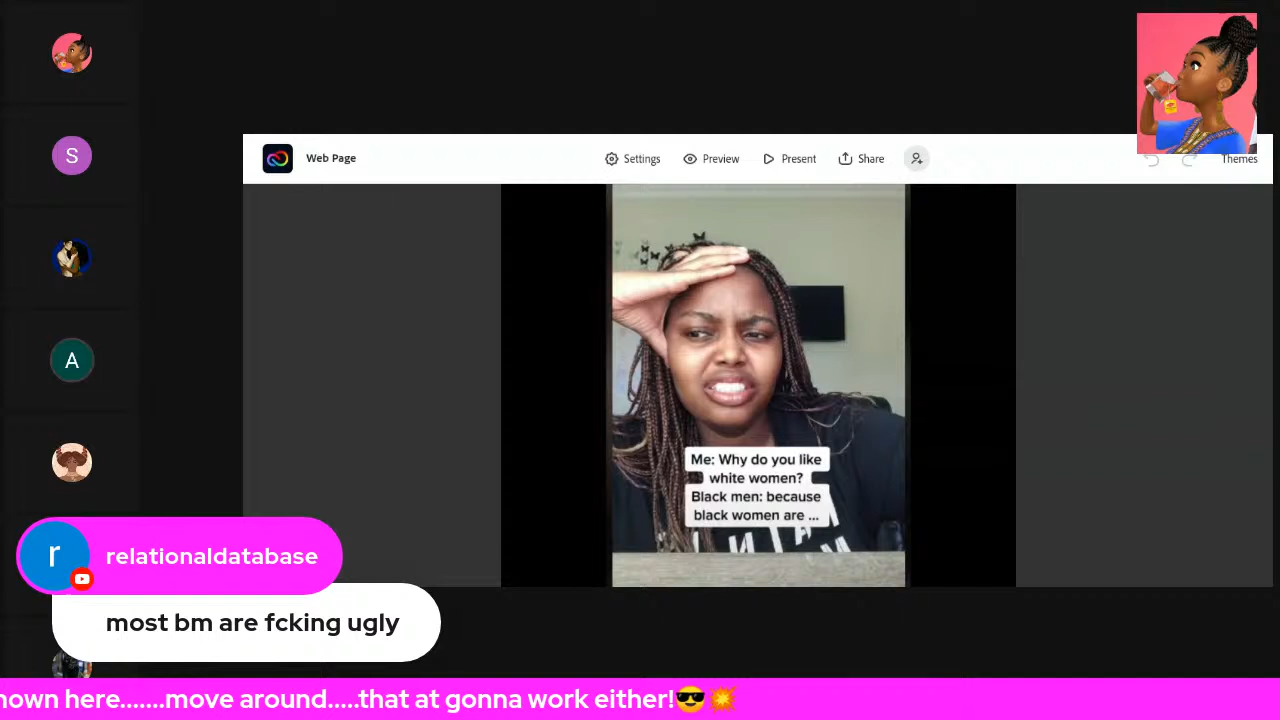 Web Page
Settings
Preview
Present
Share
Themes
S
A
Me: Why do you like
white women?
Black men: because
black women are ...
r
relationaldatabase
most bm are fcking ugly
hown here.......move around.....that at gonna work either!😎💥